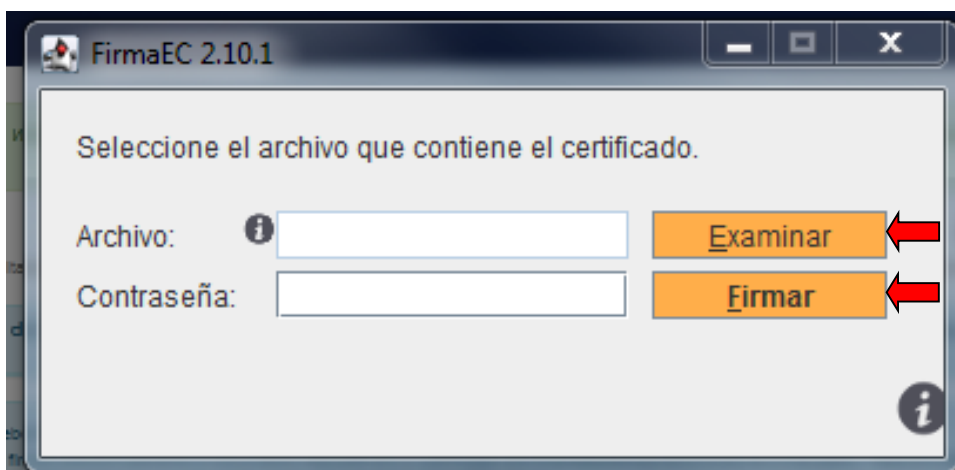 FirmaEC 2.10.1
Seleccione el archivo que contiene el certificado.
Archivo: Examinar
Contraseña: Firmar